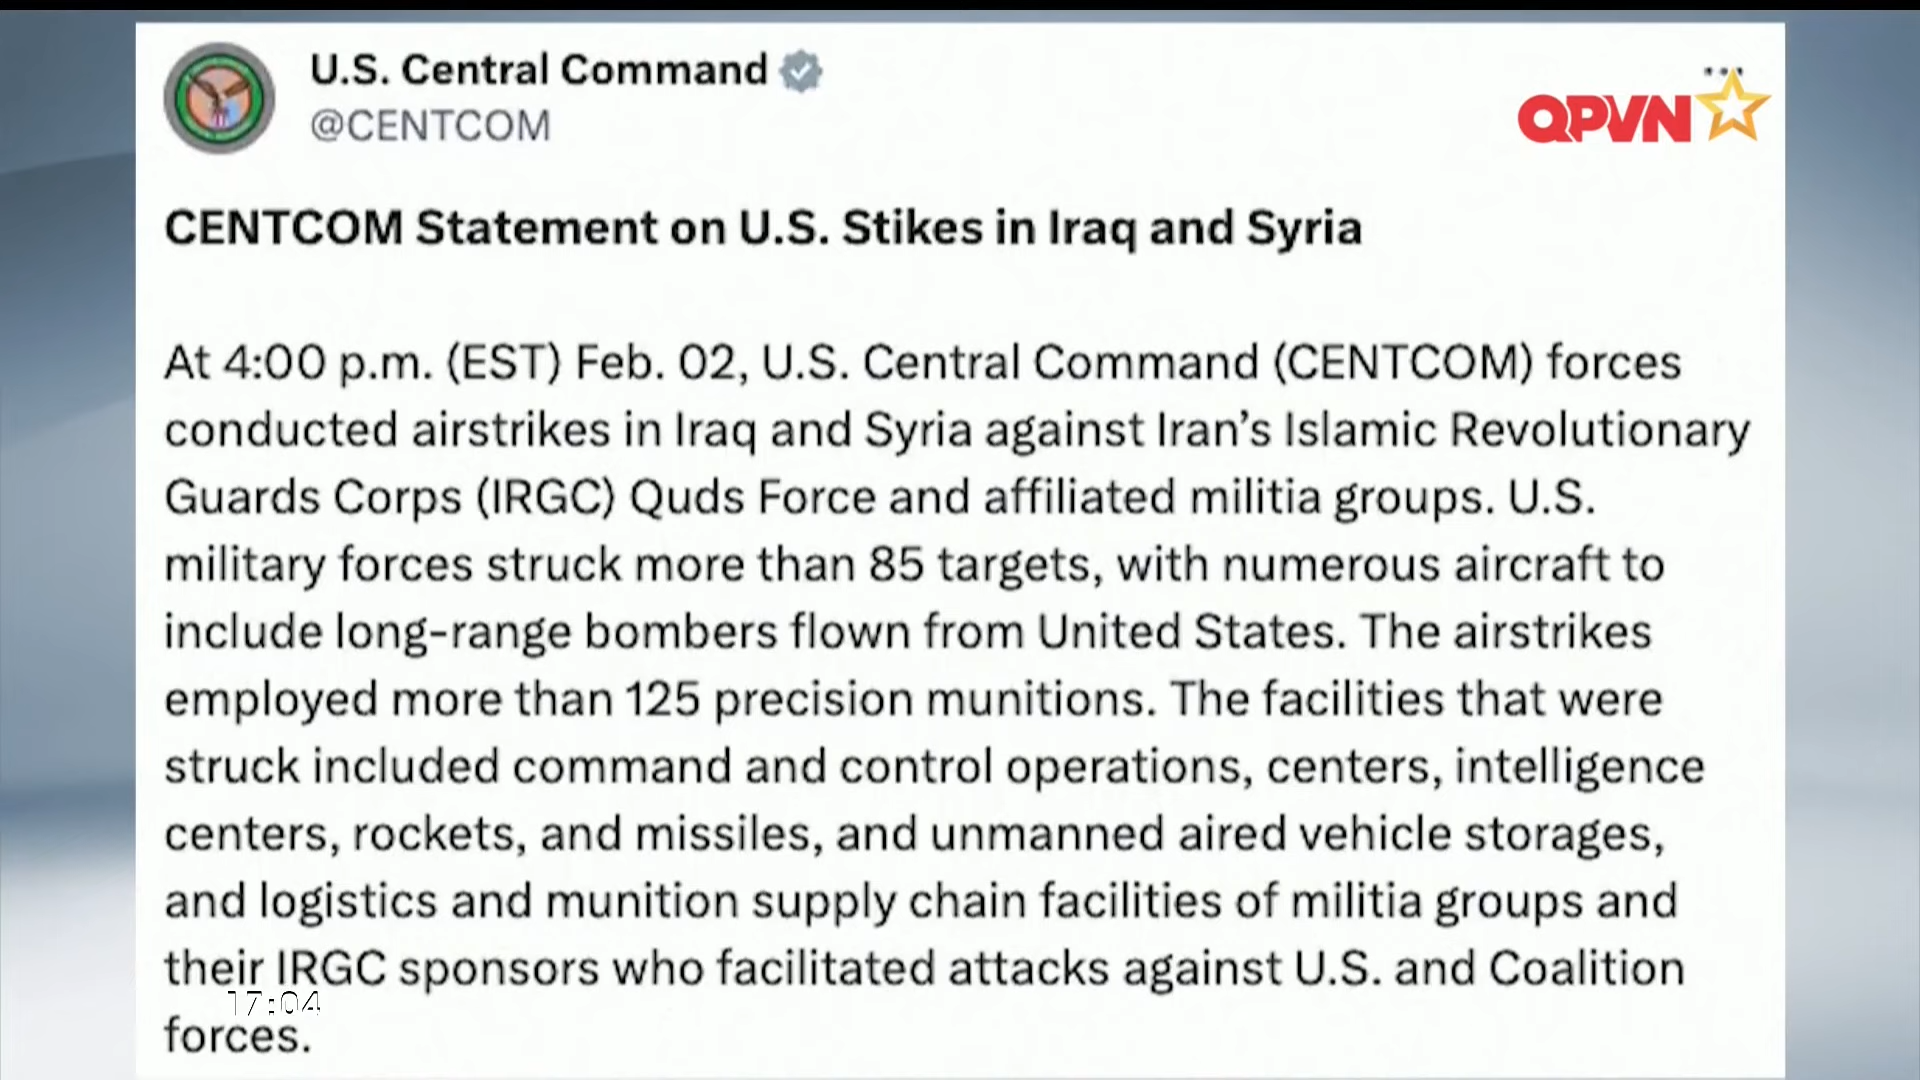 U.S. Central Command
@CENTCOM
QPVN
CENTCOM Statement on U.S. Stikes in Iraq and Syria
At 4:00 p.m. (EST) Feb. 02, U.S. Central Command (CENTCOM) forces
conducted airstrikes in Iraq and Syria against Iran’s Islamic Revolutionary
Guards Corps (IRGC) Quds Force and affiliated militia groups. U.S.
military forces struck more than 85 targets, with numerous aircraft to
include long-range bombers flown from United States. The airstrikes
employed more than 125 precision munitions. The facilities that were
struck included command and control operations, centers, intelligence
centers, rockets, and missiles, and unmanned aired vehicle storages,
and logistics and munition supply chain facilities of militia groups and
their IRGC sponsors who facilitated attacks against U.S. and Coalition
17:04
forces.